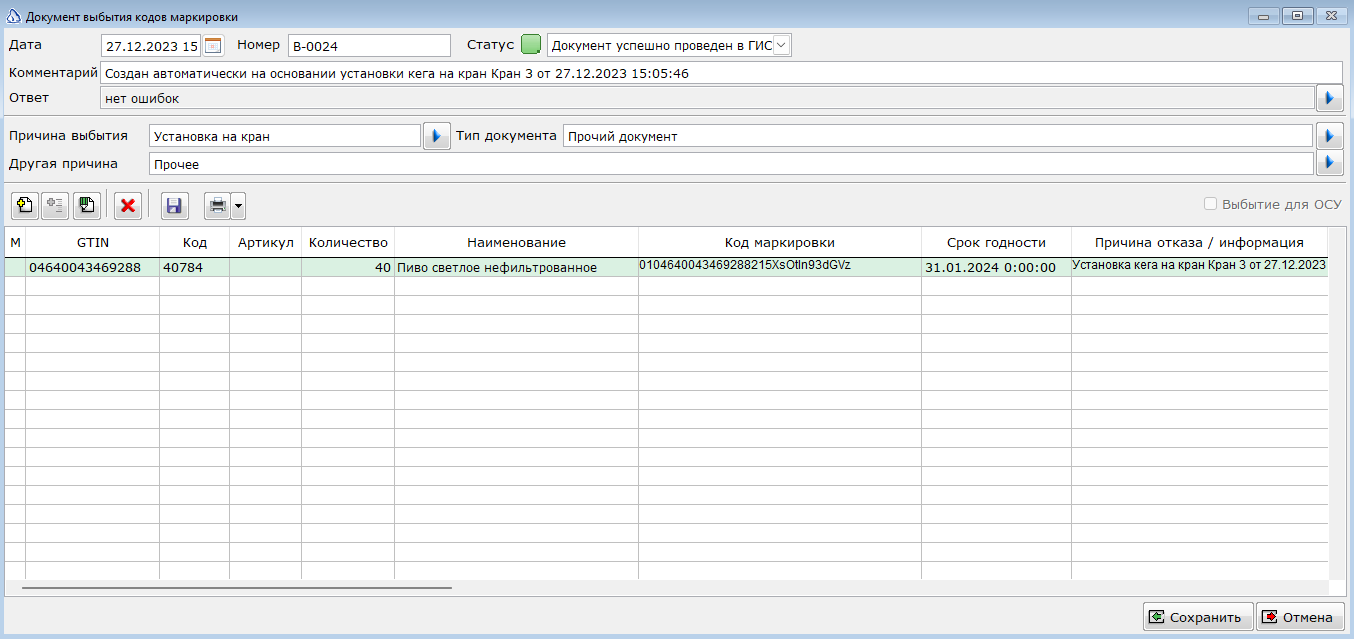 Документ выбытия кодов маркировки
Дата 27.12.2023 15 Номер В-0024 Статус Документ успешно проведен в ГИС
Комментарий Создан автоматически на основании установки кега на кран Кран 3 от 27.12.2023 15:05:46
Ответ нет ошибок
Причина выбытия Установка на кран Тип документа Прочий документ
Другая причина Прочее
Выбытие для ОСУ
М GTIN Код Артикул Количество Наименование Код маркировки Срок годности Причина отказа / информация
04640043469288 40784 40 Пиво светлое нефильтрованное 0104640043469288215XsOtIn93dGVz 31.01.2024 0:00:00 Установка кега на кран Кран 3 от 27.12.2023
Сохранить Отмена